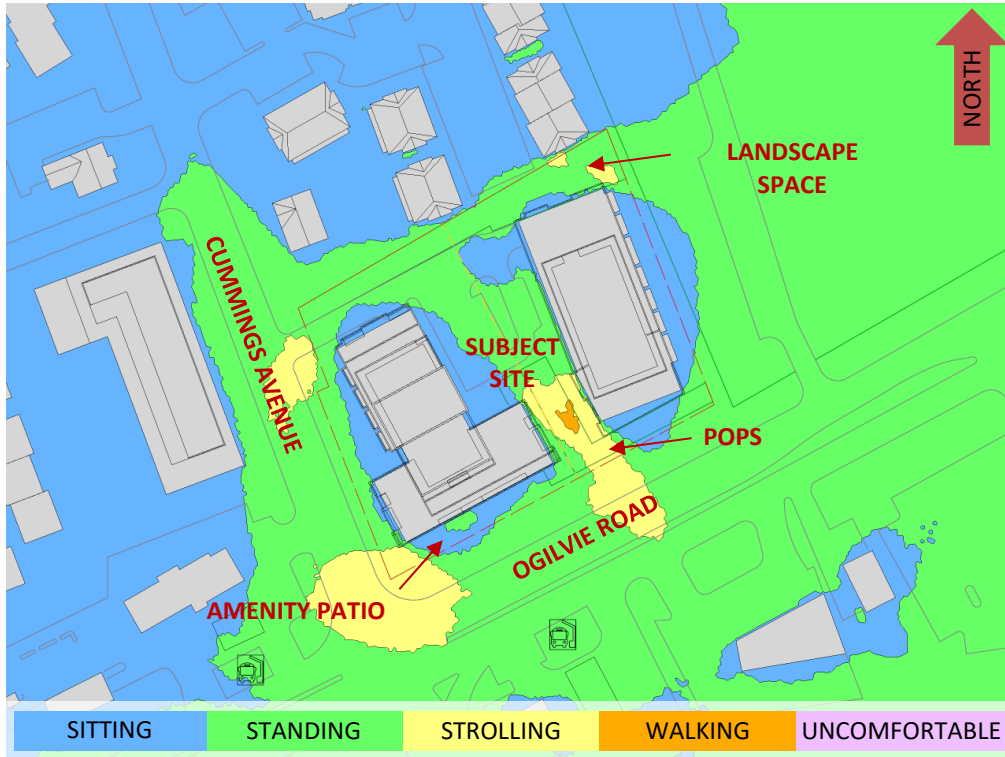 NORTH
LANDSCAPE
SPACE
CUMMINGS AVENUE
SUBJECT
SITE
POPS
OGILVIE ROAD
AMENITY PATIO
SITTING
STANDING
STROLLING
WALKING
UNCOMFORTABLE